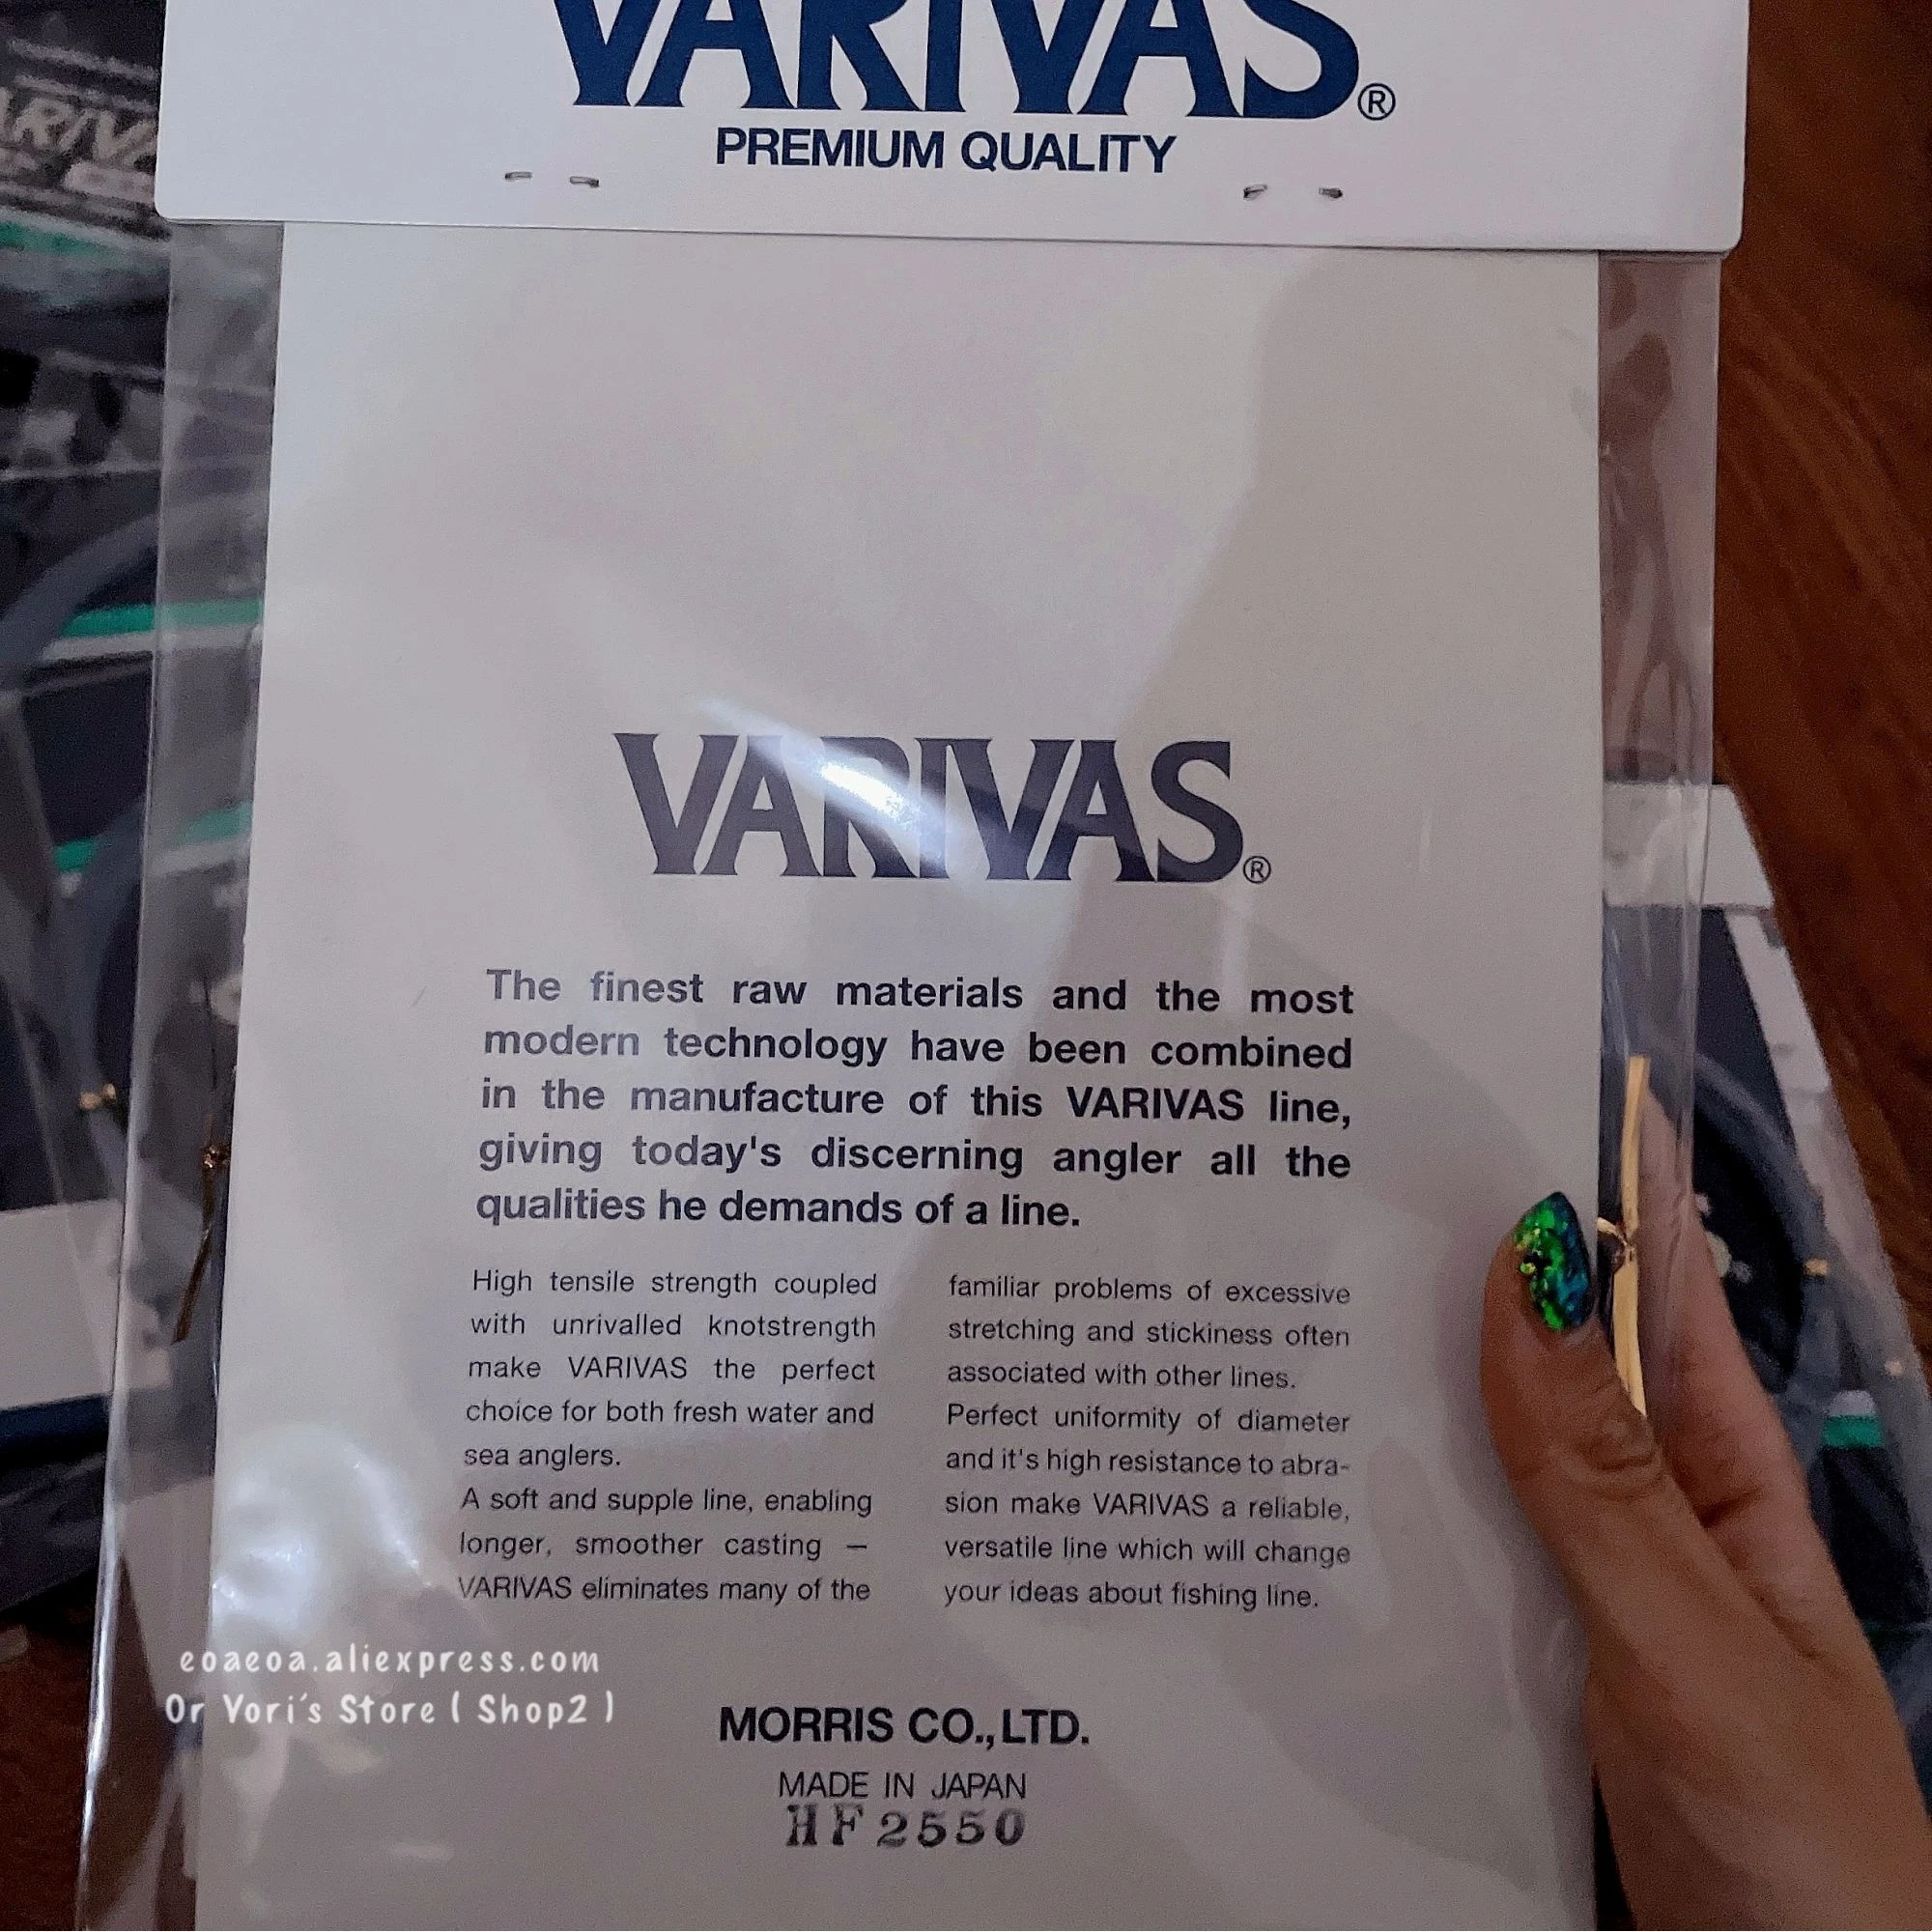 VARIVAS®
PREMIUM QUALITY
VARIVAS®
The finest raw materials and the most
modern technology have been combined
in the manufacture of this VARIVAS line,
giving today's discerning angler all the
qualities he demands of a line.
High tensile strength coupled
with unrivalled knotstrength
make VARIVAS the perfect
choice for both fresh water and
sea anglers.
A soft and supple line, enabling
longer, smoother casting —
VARIVAS eliminates many of the
familiar problems of excessive
stretching and stickiness often
associated with other lines.
Perfect uniformity of diameter
and it's high resistance to abra-
sion make VARIVAS a reliable,
versatile line which will change
your ideas about fishing line.
eoaeoa.aliexpress.com
Or Yori's Store ( Shop2 )
MORRIS CO.,LTD.
MADE IN JAPAN
HF2550